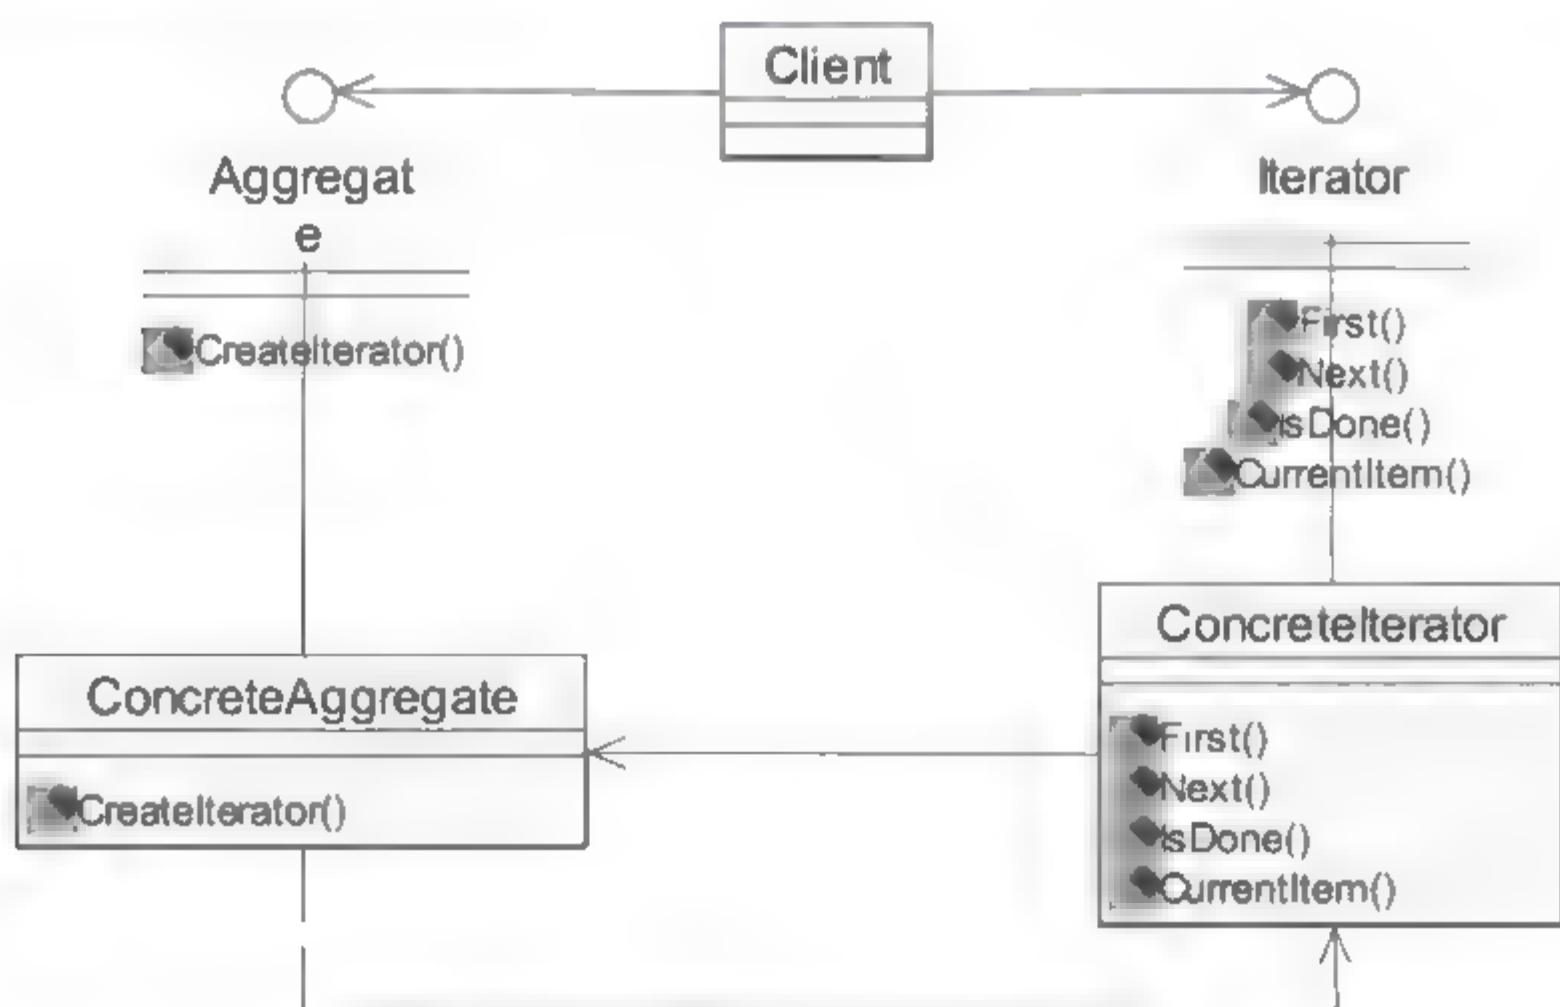 Client
Aggregat
e
CreateIterator()
Iterator
First()
Next()
IsDone()
CurrentItem()
ConcreteAggregate
CreateIterator()
ConcreteIterator
First()
Next()
IsDone()
CurrentItem()